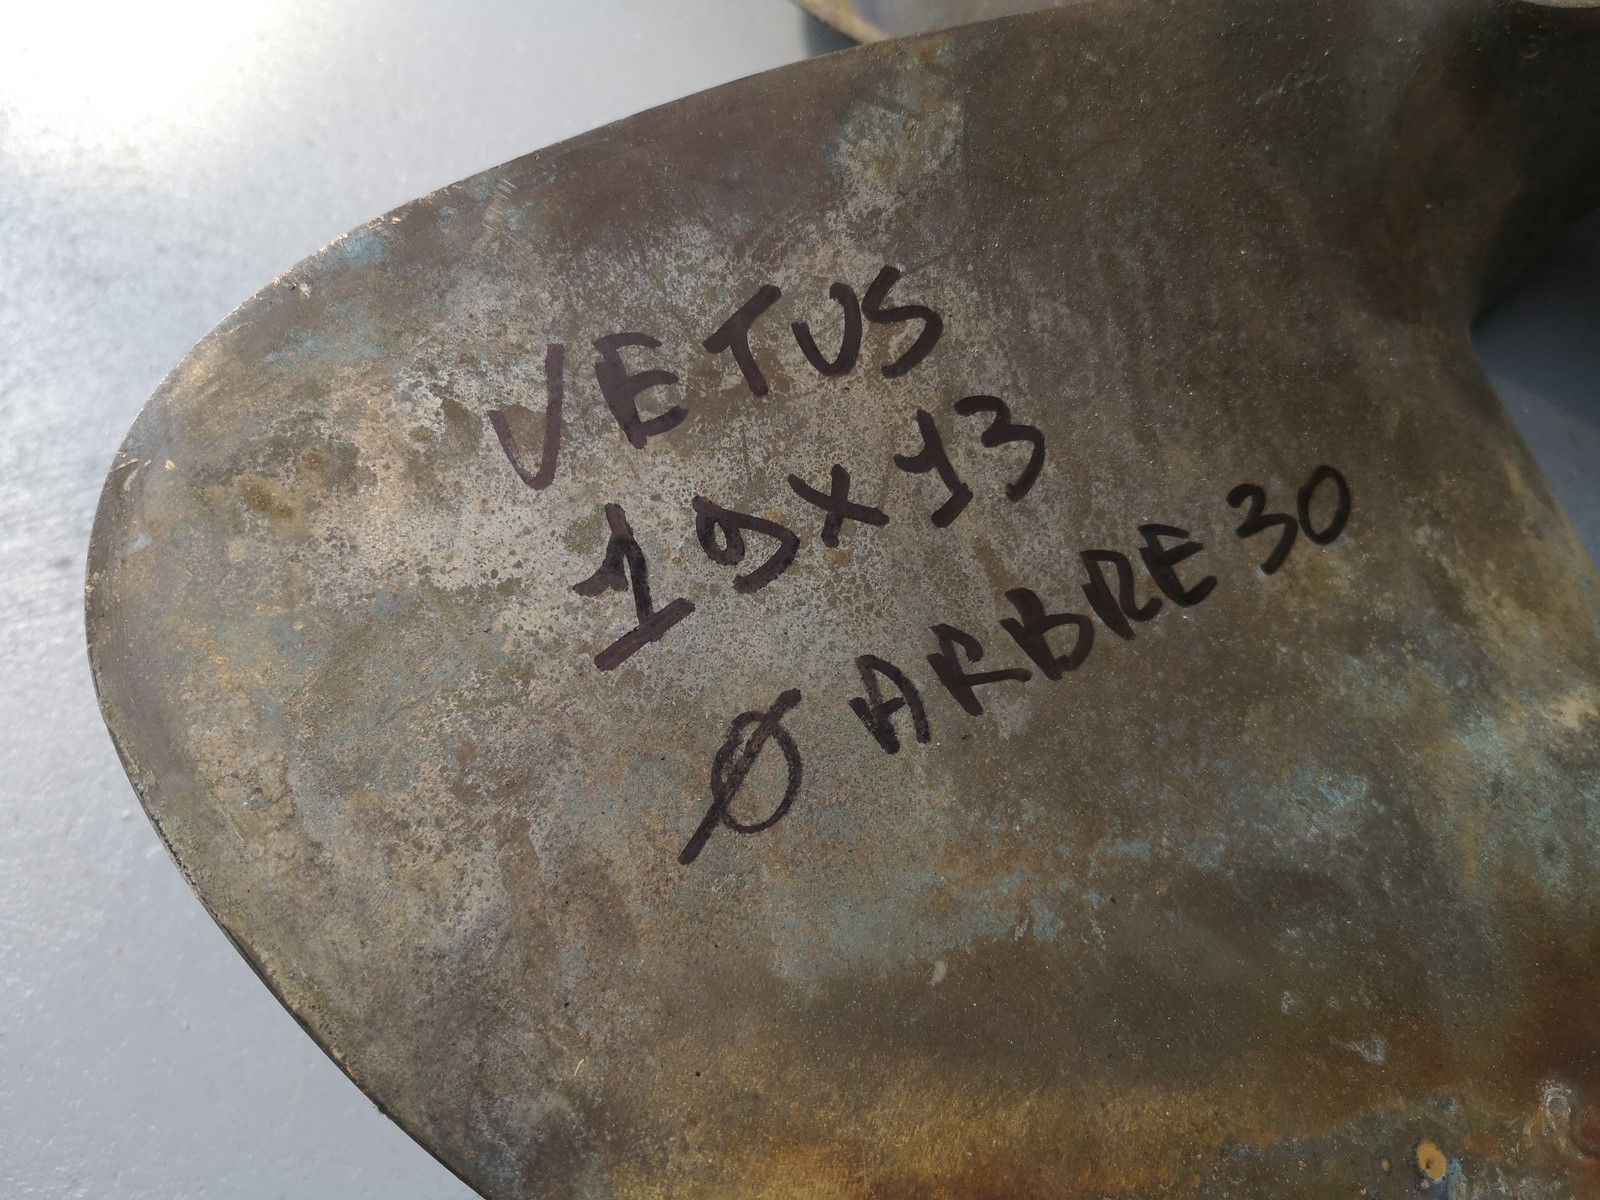 VETUS
19x13
Ø ARBRE 30